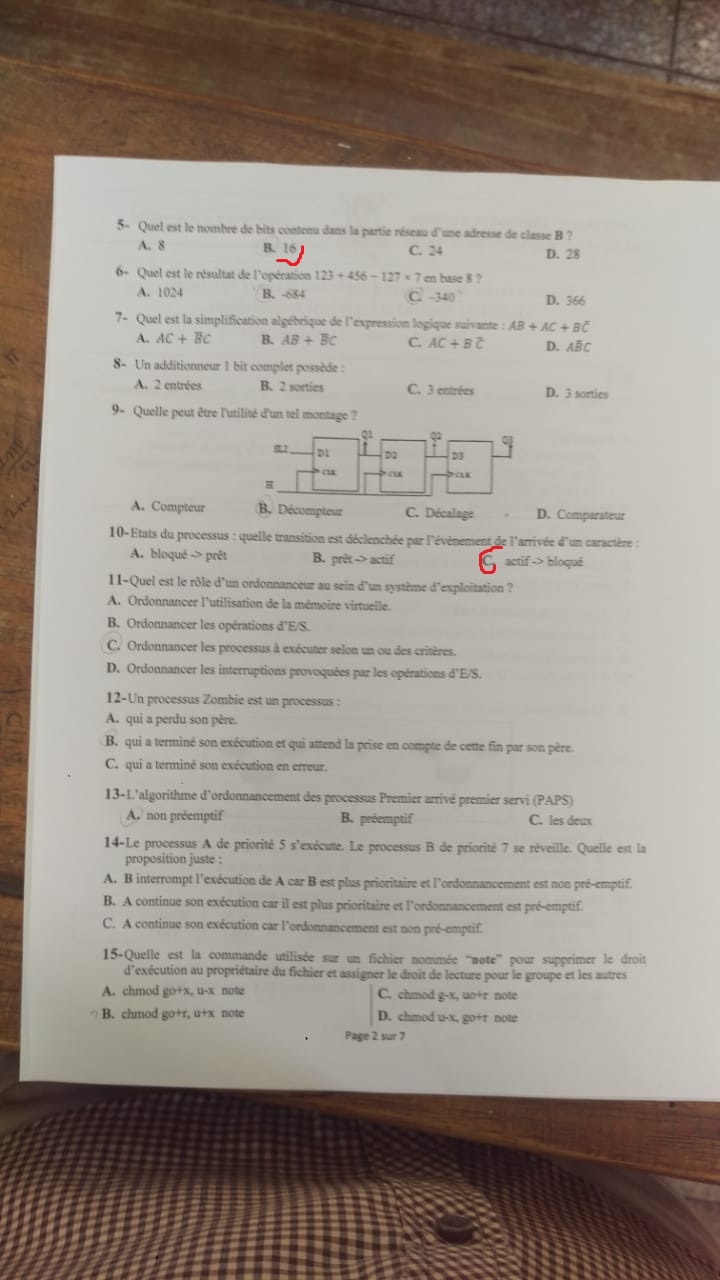 5- Quel est le nombre de bits contenu dans la partie réseau d'une adresse de classe B ?
A. 8 B. 16 C. 24 D. 28
6- Quel est le résultat de l'opération 123 + 456 − 127 × 7 en base 8 ?
A. 1024 B. -684 C. −340 D. 366
7- Quel est la simplification algébrique de l'expression logique suivante : AB + AC + BC̄
A. AC + B̄C B. AB + B̄C C. AC + B C̄ D. AB̄C
8- Un additionneur 1 bit complet possède :
A. 2 entrées B. 2 sorties C. 3 entrées D. 3 sorties
9- Quelle peut être l'utilité d'un tel montage ?
Q1 Q2 Q3
SLI D1 D2 D3
CLK CLK CLK
H
A. Compteur B. Décompteur C. Décalage D. Comparateur
10-Etats du processus : quelle transition est déclenchée par l'évènement de l'arrivée d'un caractère :
A. bloqué -> prêt B. prêt -> actif C. actif -> bloqué
11-Quel est le rôle d'un ordonnanceur au sein d'un système d'exploitation ?
A. Ordonnancer l'utilisation de la mémoire virtuelle.
B. Ordonnancer les opérations d'E/S.
C. Ordonnancer les processus à exécuter selon un ou des critères.
D. Ordonnancer les interruptions provoquées par les opérations d'E/S.
12-Un processus Zombie est un processus :
A. qui a perdu son père.
B. qui a terminé son exécution et qui attend la prise en compte de cette fin par son père.
C. qui a terminé son exécution en erreur.
13-L'algorithme d'ordonnancement des processus Premier arrivé premier servi (PAPS)
A. non préemptif B. préemptif C. les deux
14-Le processus A de priorité 5 s'exécute. Le processus B de priorité 7 se réveille. Quelle est la
proposition juste :
A. B interrompt l'exécution de A car B est plus prioritaire et l'ordonnancement est non pré-emptif.
B. A continue son exécution car il est plus prioritaire et l'ordonnancement est pré-emptif.
C. A continue son exécution car l'ordonnancement est non pré-emptif.
15-Quelle est la commande utilisée sur un fichier nommée "note" pour supprimer le droit
d'exécution au propriétaire du fichier et assigner le droit de lecture pour le groupe et les autres
A. chmod go+x, u-x note C. chmod g-x, uo+r note
B. chmod go+r, u+x note D. chmod u-x, go+r note
Page 2 sur 7